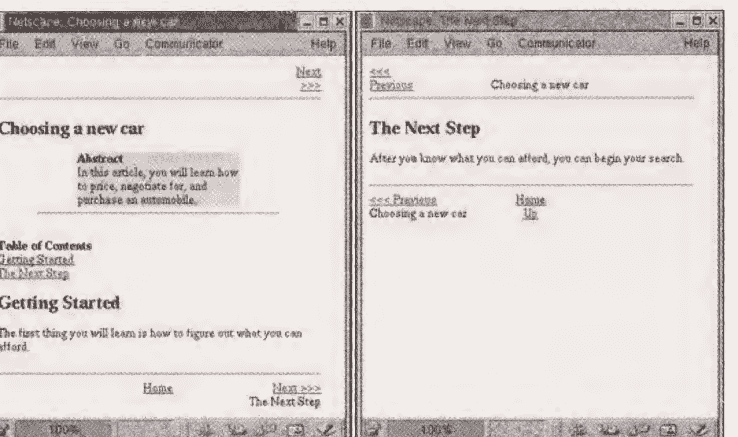 Netscape: Choosing a new car
File Edit View Go Communicator Help
Next
>>>
Choosing a new car
Abstract
In this article, you will learn how
to price, negotiate for, and
purchase an automobile.
Table of Contents
Getting Started
The Next Step
Getting Started
The first thing you will learn is how to figure out what you can
afford.
Home Next >>>
The Next Step
100%
Netscape: The Next Step
File Edit View Go Communicator Help
<<<
Previous Choosing a new car
The Next Step
After you know what you can afford, you can begin your search.
<<< Previous Home
Choosing a new car Up
100%